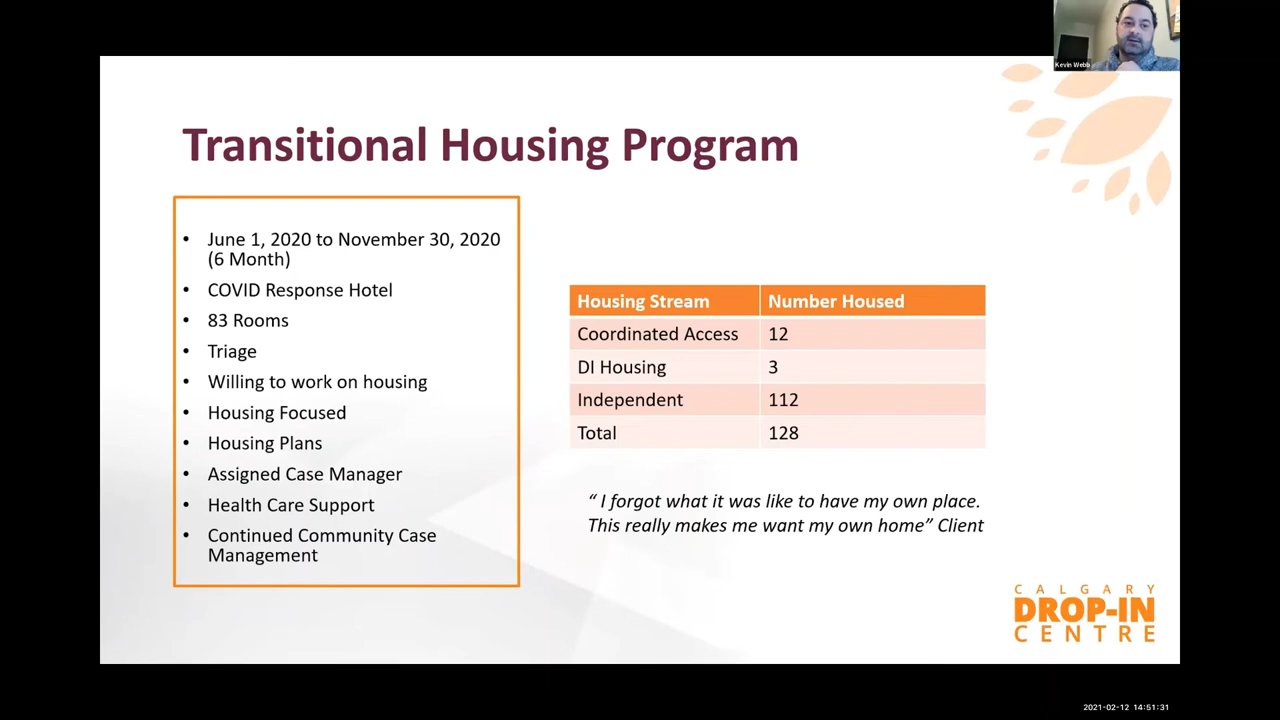 Kevin Webb
Transitional Housing Program
• June 1, 2020 to November 30, 2020
(6 Month)
• COVID Response Hotel
• 83 Rooms
• Triage
• Willing to work on housing
• Housing Focused
• Housing Plans
• Assigned Case Manager
• Health Care Support
• Continued Community Case
Management
Housing Stream Number Housed
Coordinated Access 12
DI Housing 3
Independent 112
Total 128
“ I forgot what it was like to have my own place.
This really makes me want my own home” Client
CALGARY
DROP-IN
CENTRE
2021-02-12 14:51:31